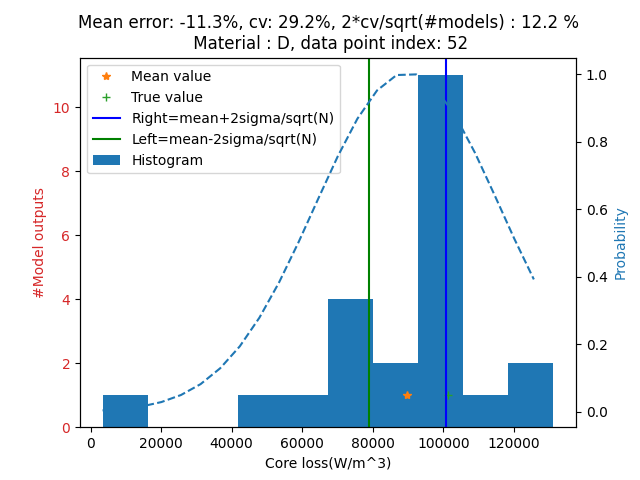 Mean error: -11.3%, cv: 29.2%, 2*cv/sqrt(#models) : 12.2 %
Material : D, data point index: 52
Mean value
True value
Right=mean+2sigma/sqrt(N)
Left=mean-2sigma/sqrt(N)
Histogram
#Model outputs
10
8
6
4
2
0
1.0
0.8
0.6
0.4
0.2
0.0
Probability
0 20000 40000 60000 80000 100000 120000
Core loss(W/m^3)